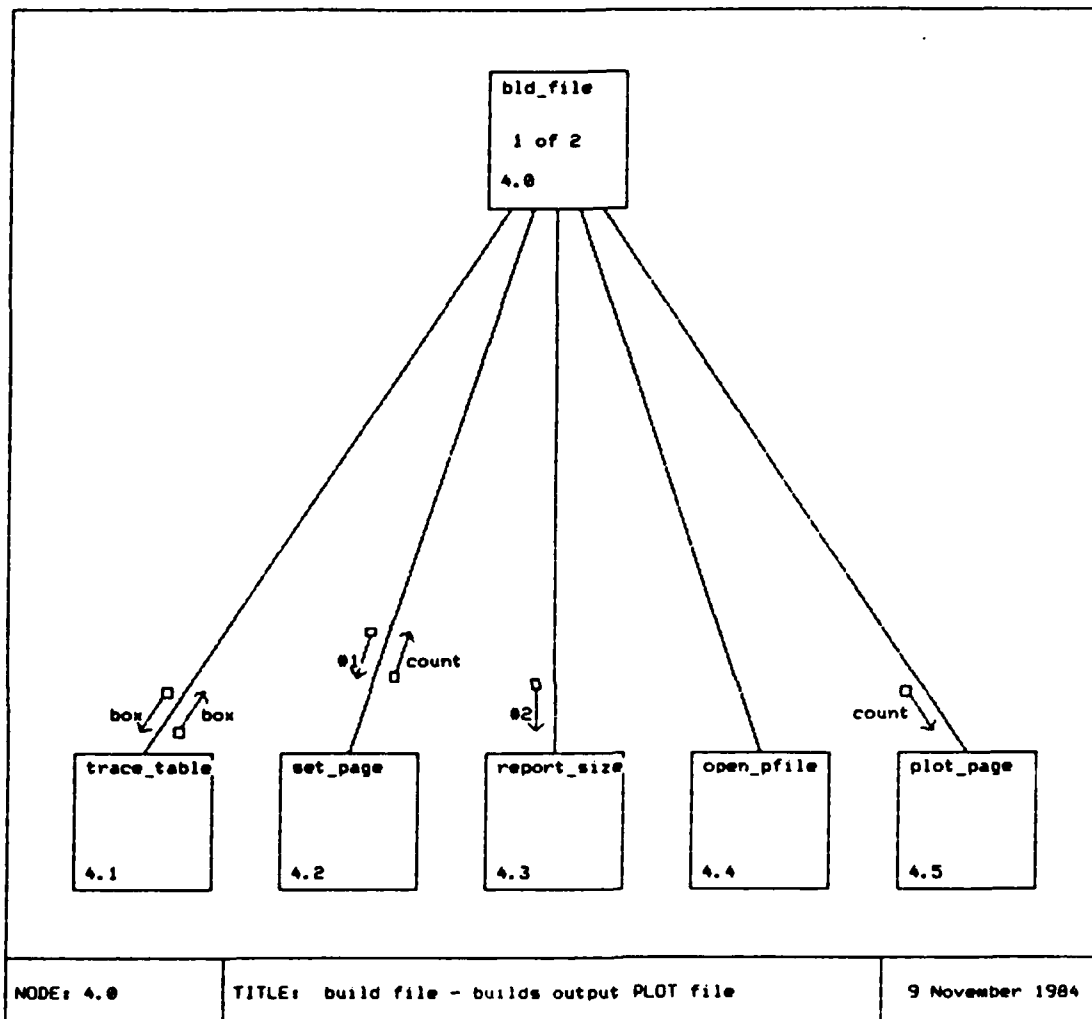 bld_file
1 of 2
4.0
#1
count
box
box
#2
count
trace_table
set_page
report_size
open_pfile
plot_page
4.1
4.2
4.3
4.4
4.5
NODE: 4.0
TITLE: build file - builds output PLOT file
9 November 1984